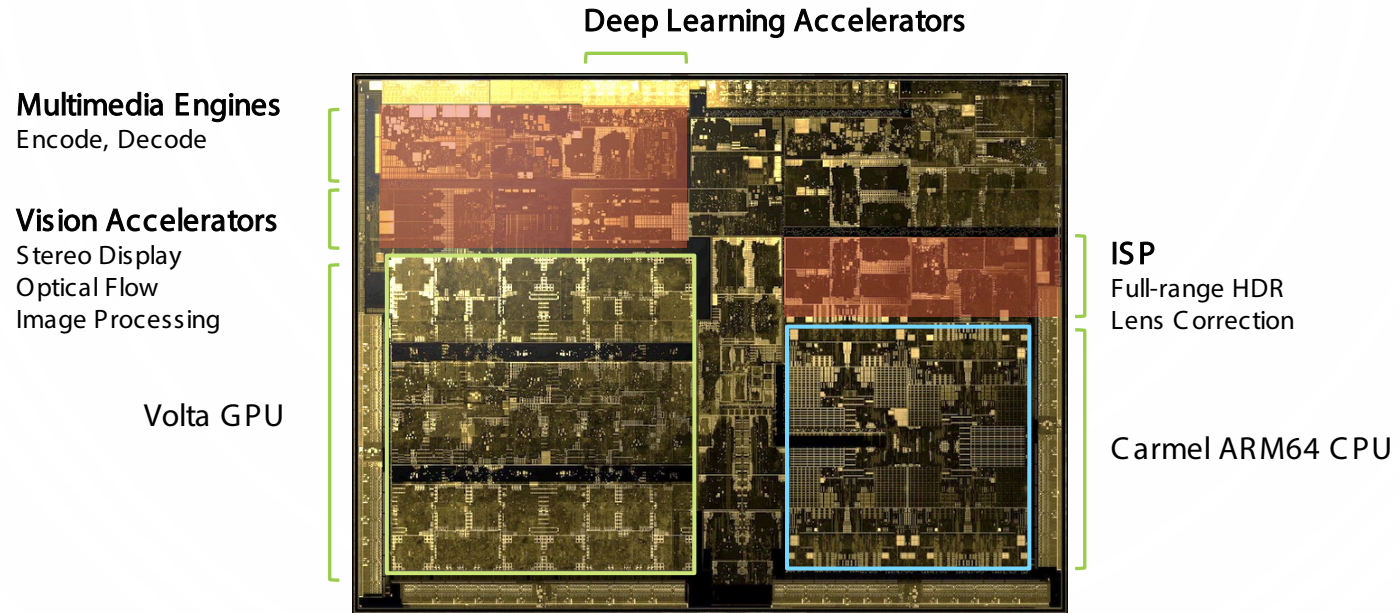 Deep Learning Accelerators
Multimedia Engines
Encode, Decode
Vision Accelerators
Stereo Display
Optical Flow
Image Processing
Volta GPU
ISP
Full-range HDR
Lens Correction
Carmel ARM64 CPU